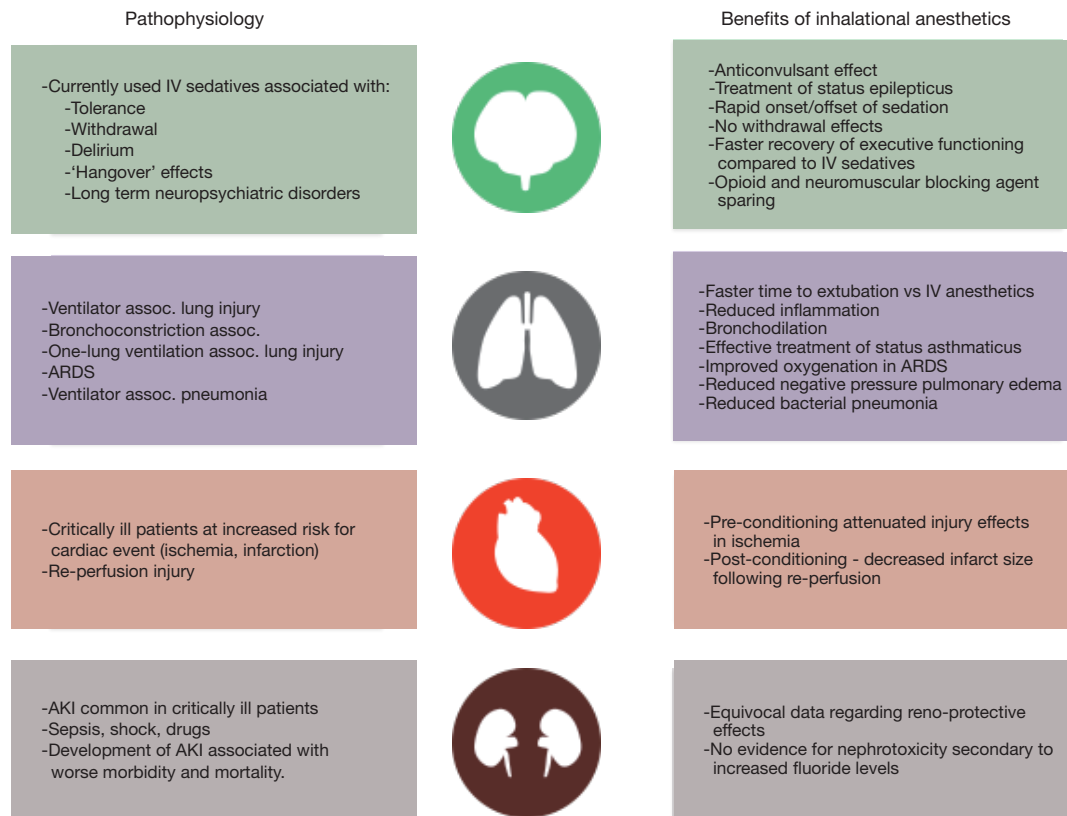 Pathophysiology
Benefits of inhalational anesthetics
-Currently used IV sedatives associated with:
-Tolerance
-Withdrawal
-Delirium
-‘Hangover’ effects
-Long term neuropsychiatric disorders
-Anticonvulsant effect
-Treatment of status epilepticus
-Rapid onset/offset of sedation
-No withdrawal effects
-Faster recovery of executive functioning
compared to IV sedatives
-Opioid and neuromuscular blocking agent
sparing
-Ventilator assoc. lung injury
-Bronchoconstriction assoc.
-One-lung ventilation assoc. lung injury
-ARDS
-Ventilator assoc. pneumonia
-Faster time to extubation vs IV anesthetics
-Reduced inflammation
-Bronchodilation
-Effective treatment of status asthmaticus
-Improved oxygenation in ARDS
-Reduced negative pressure pulmonary edema
-Reduced bacterial pneumonia
-Critically ill patients at increased risk for
cardiac event (ischemia, infarction)
-Re-perfusion injury
-Pre-conditioning attenuated injury effects
in ischemia
-Post-conditioning - decreased infarct size
following re-perfusion
-AKI common in critically ill patients
-Sepsis, shock, drugs
-Development of AKI associated with
worse morbidity and mortality.
-Equivocal data regarding reno-protective
effects
-No evidence for nephrotoxicity secondary to
increased fluoride levels